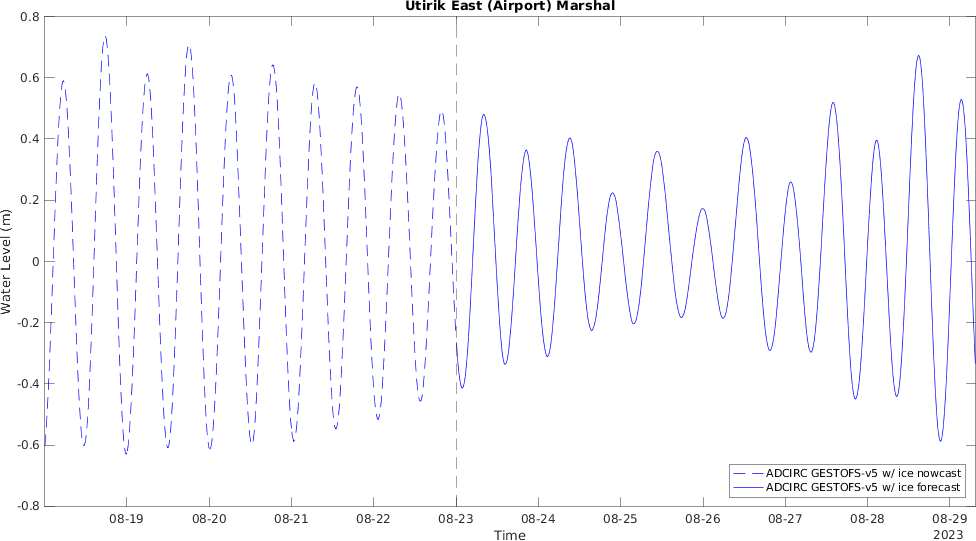 Utirik East (Airport) Marshal
Water Level (m)
0.8
0.6
0.4
0.2
0
-0.2
-0.4
-0.6
-0.8
ADCIRC GESTOFS-v5 w/ ice nowcast
ADCIRC GESTOFS-v5 w/ ice forecast
08-19 08-20 08-21 08-22 08-23 08-24 08-25 08-26 08-27 08-28 08-29
Time
2023